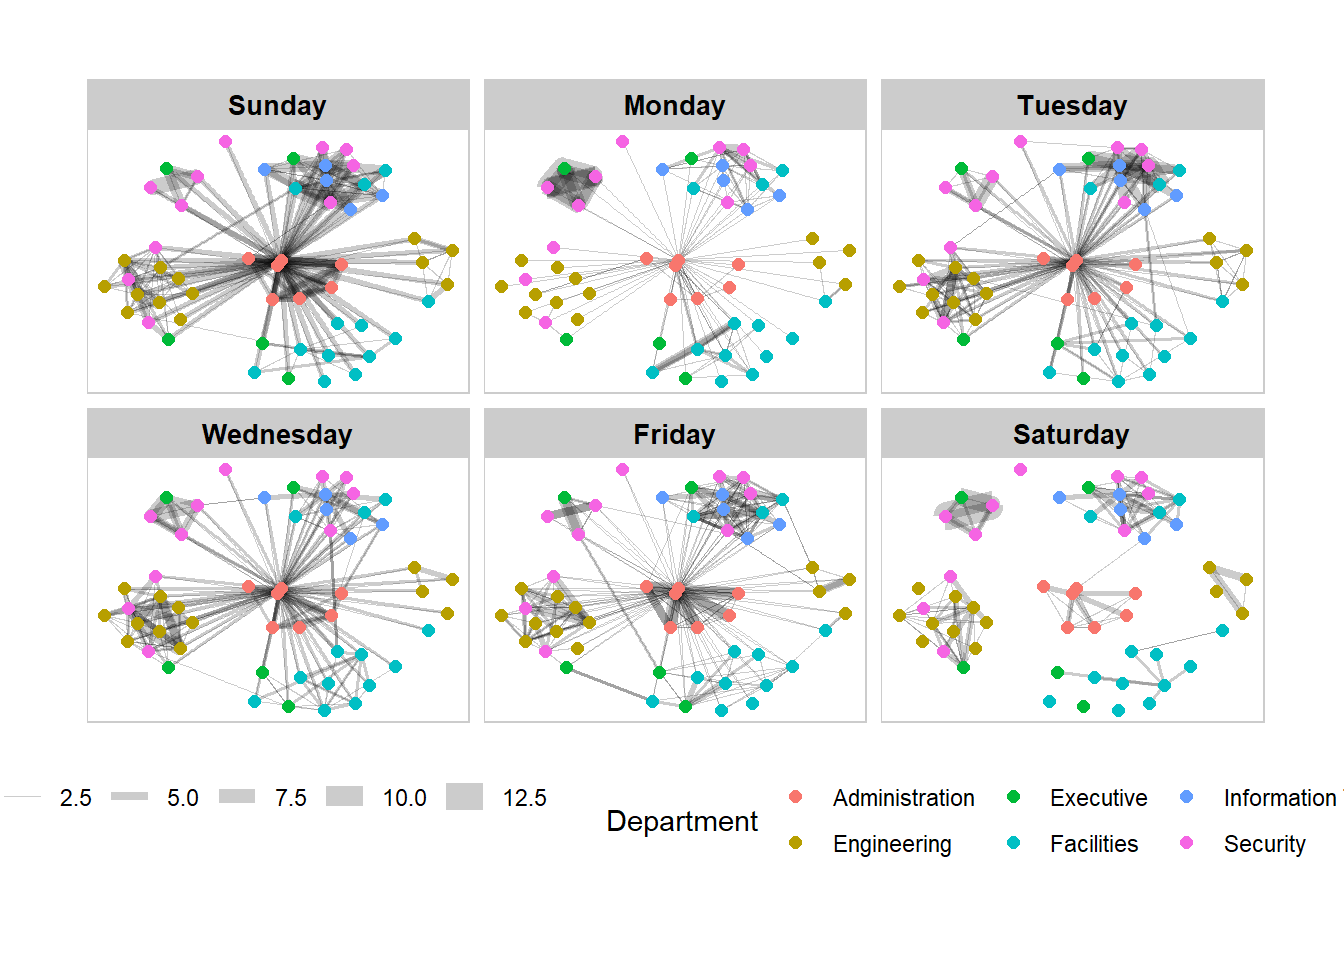 Sunday
Monday
Tuesday
Wednesday
Friday
Saturday
2.5 5.0 7.5 10.0 12.5
Department
Administration Executive Information
Engineering Facilities Security